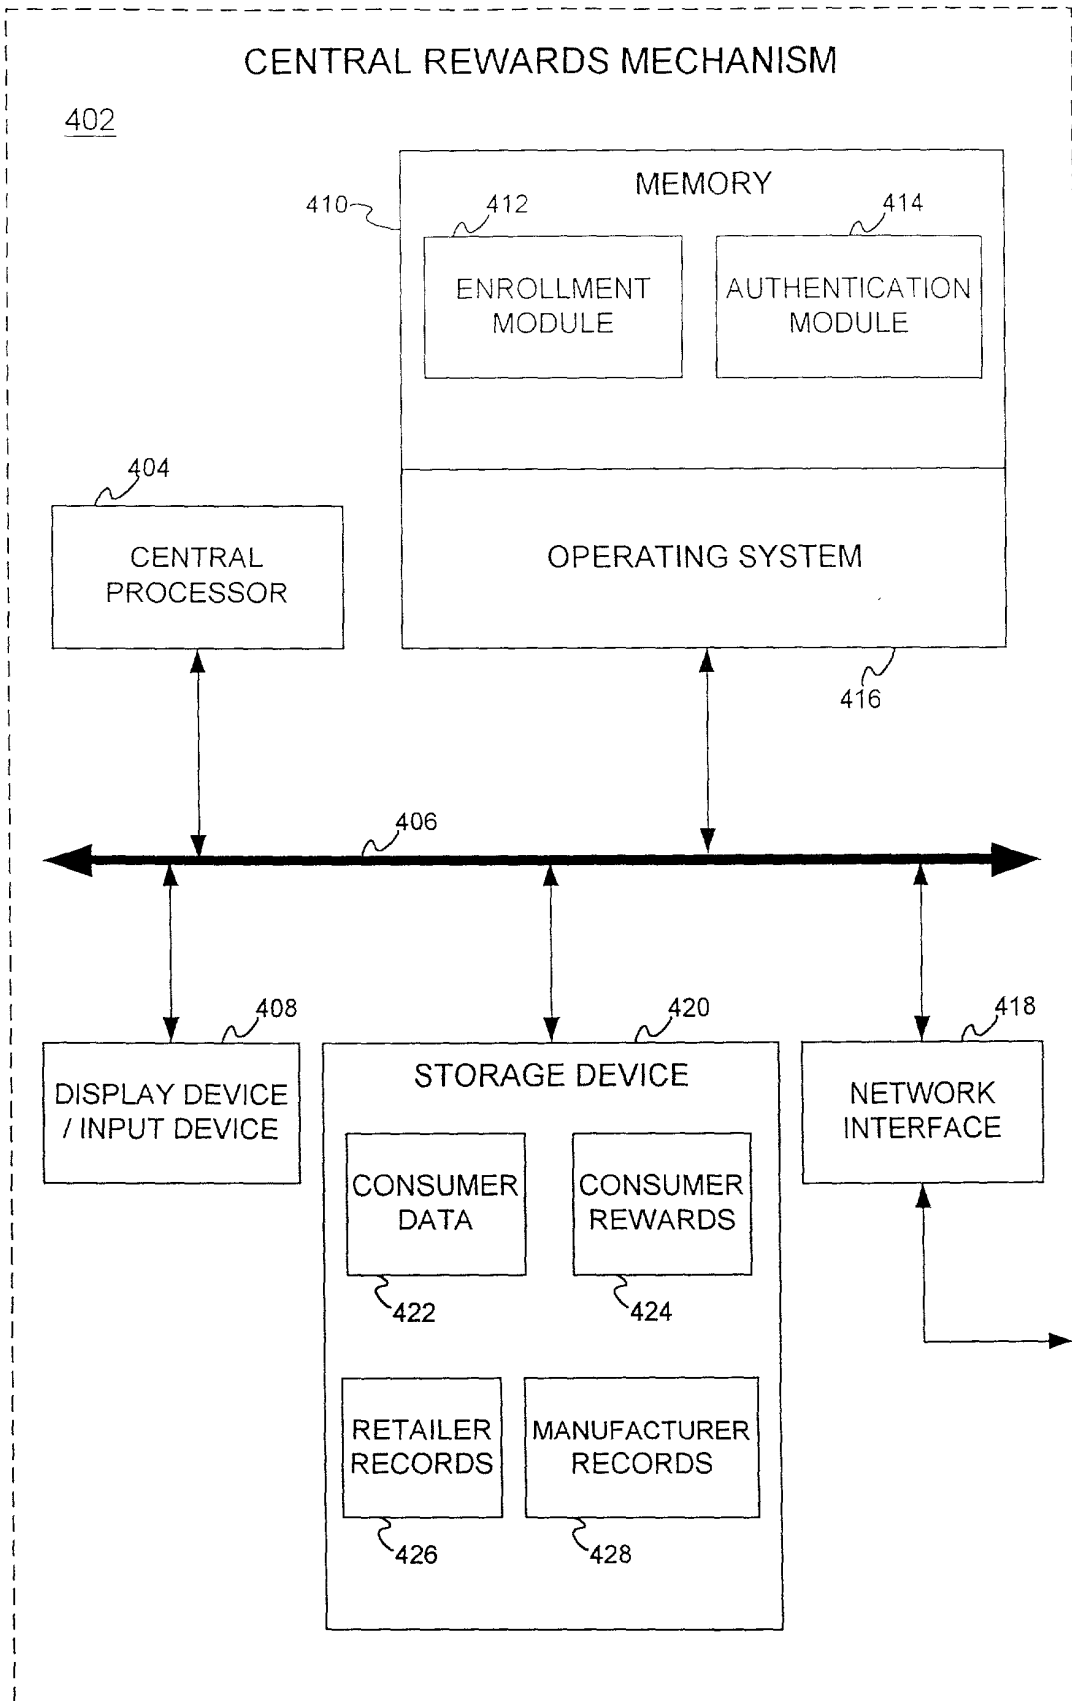 CENTRAL REWARDS MECHANISM
402
MEMORY
410
412
414
ENROLLMENT
MODULE
AUTHENTICATION
MODULE
404
CENTRAL
PROCESSOR
OPERATING SYSTEM
416
406
408
420
418
DISPLAY DEVICE
/ INPUT DEVICE
STORAGE DEVICE
NETWORK
INTERFACE
CONSUMER
DATA
CONSUMER
REWARDS
422
424
RETAILER
RECORDS
MANUFACTURER
RECORDS
426
428